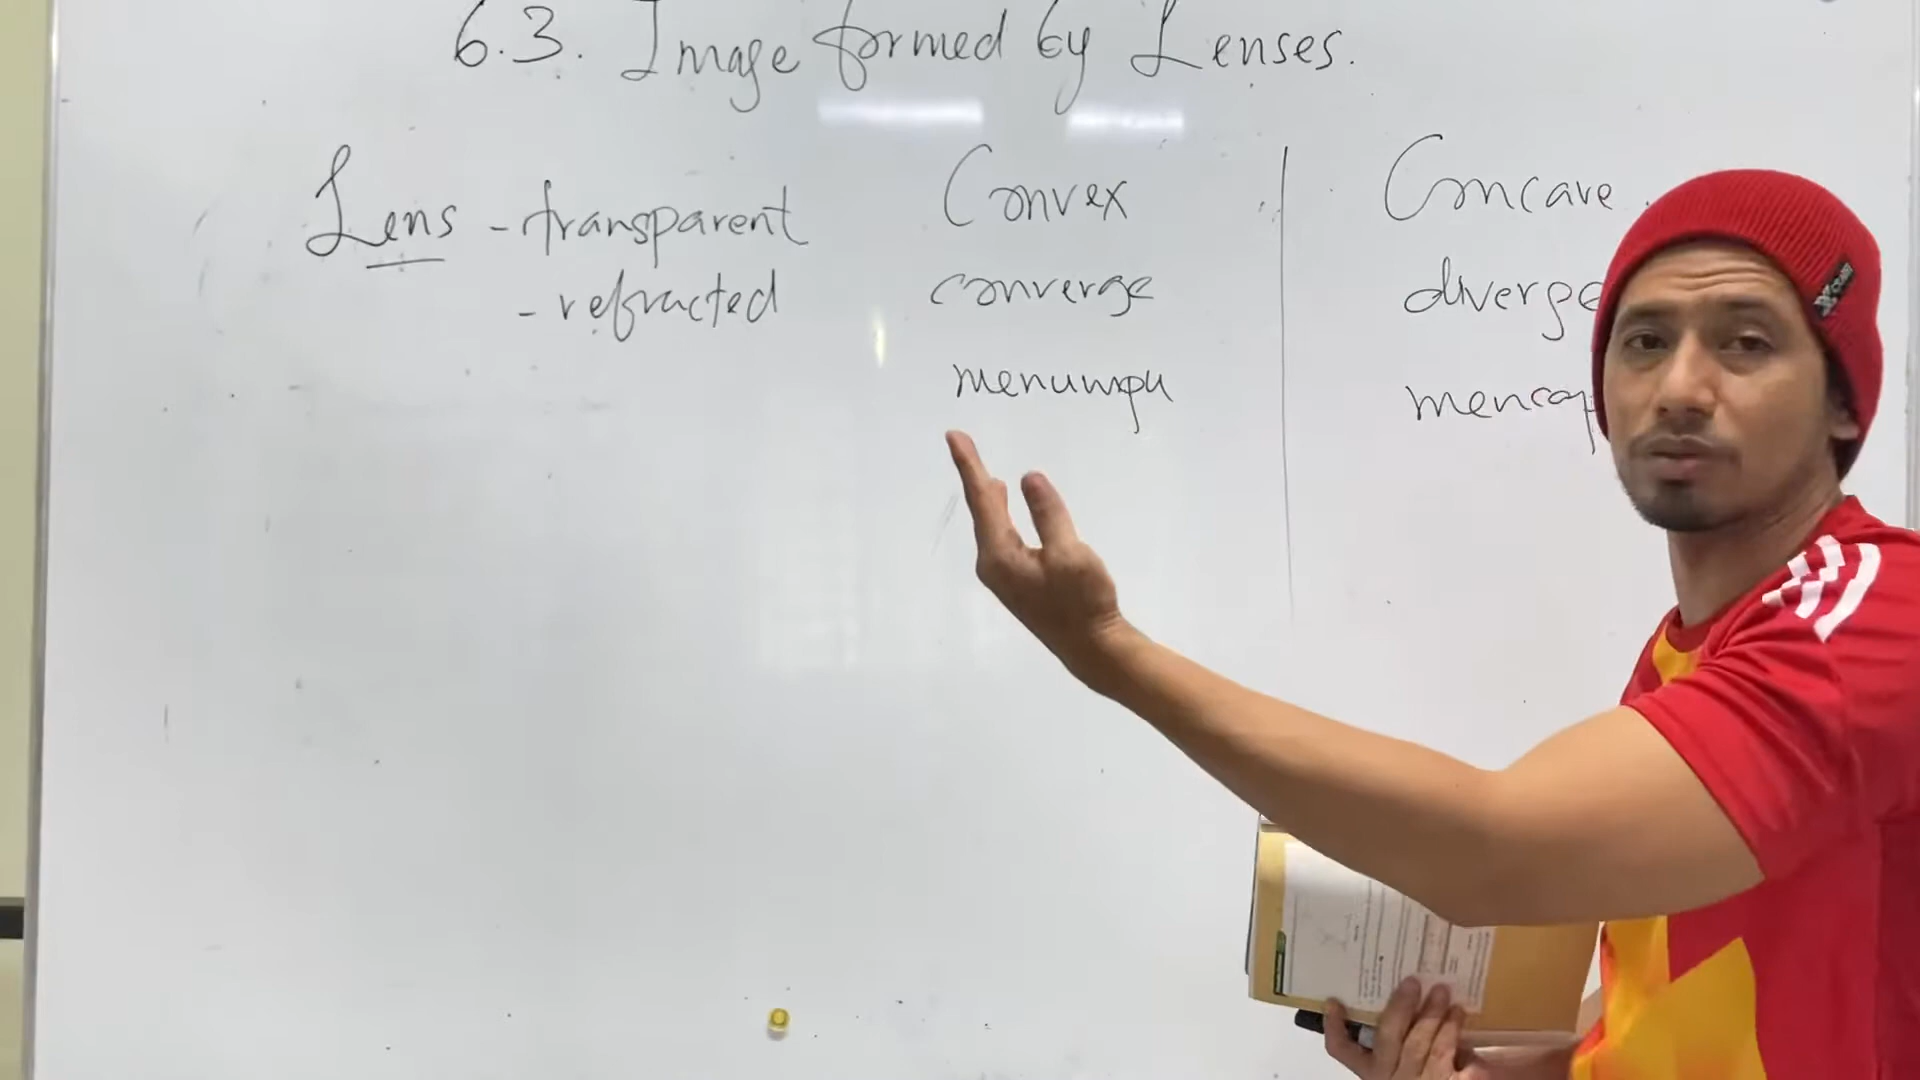 6.3. Image formed by Lenses.
Lens - transparent
- refracted
Convex
converge
menumpu
Concave
diverge